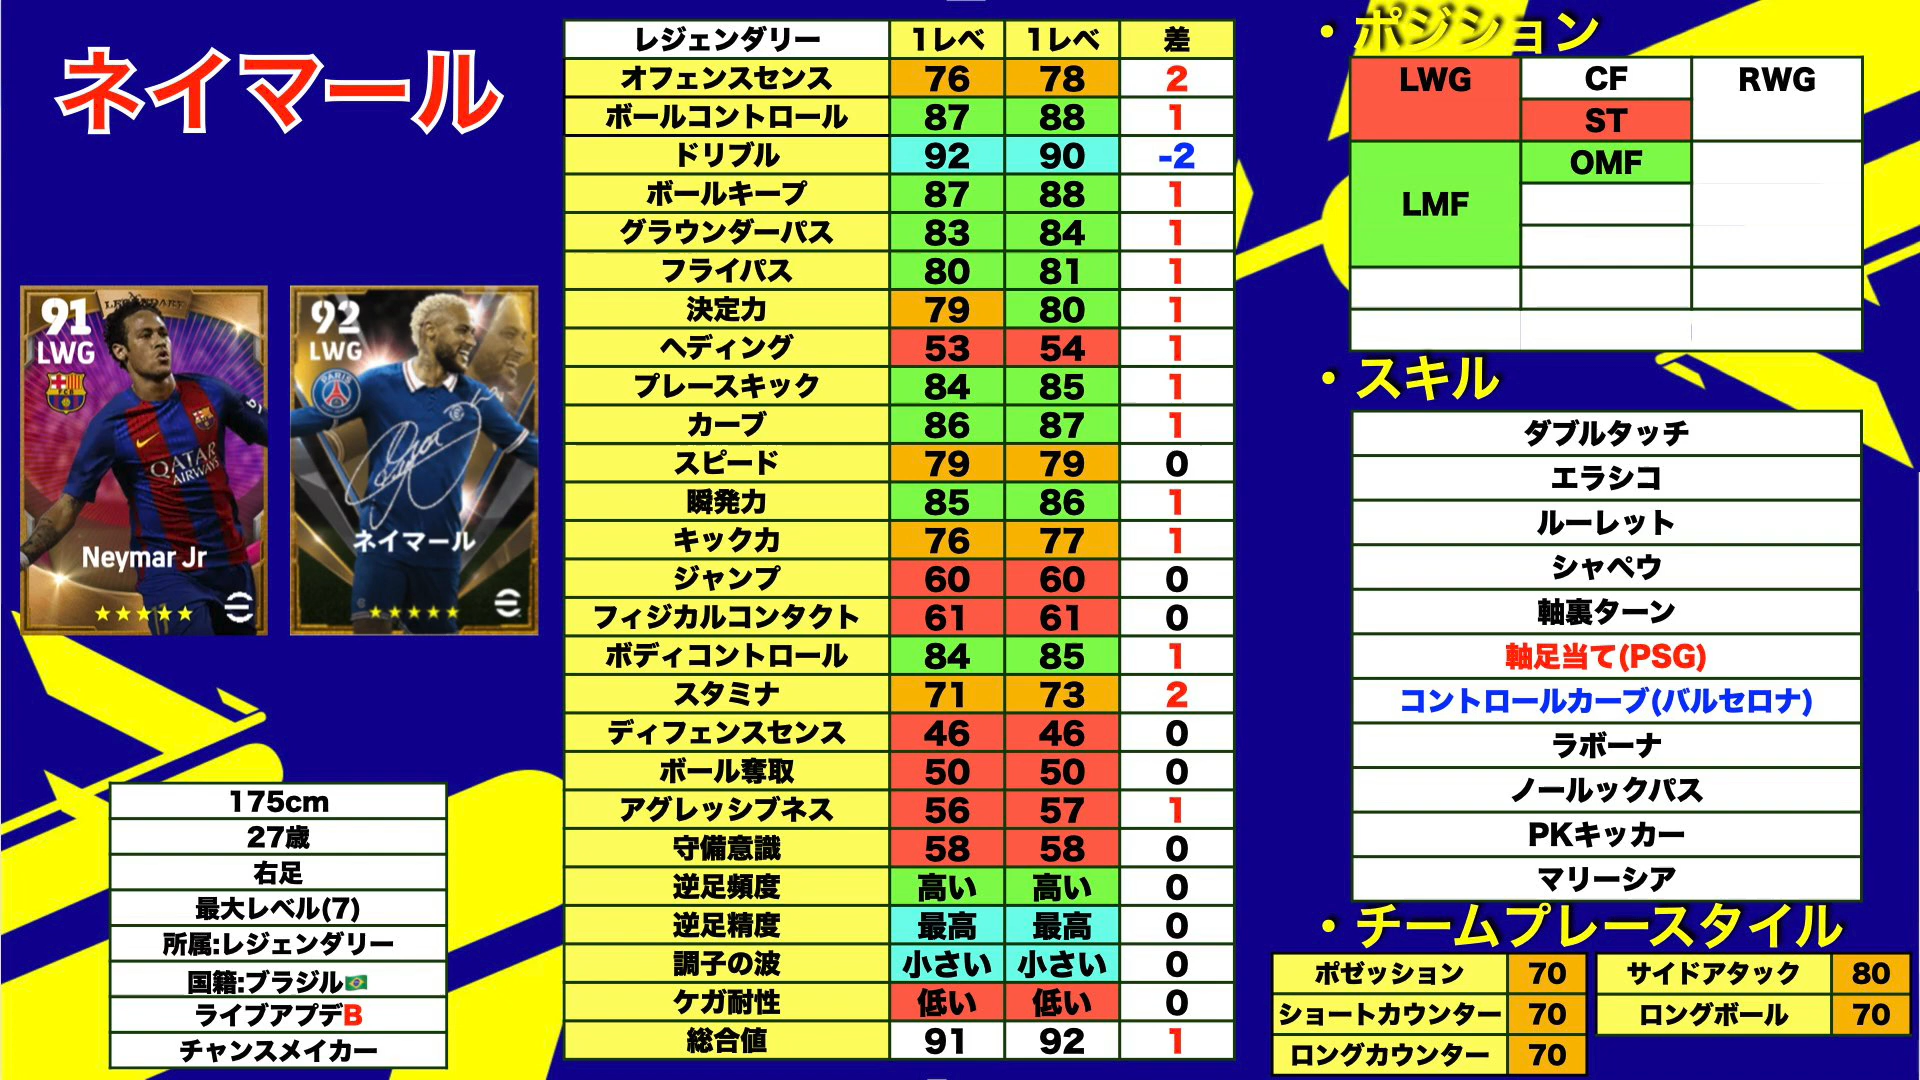 ネイマール
91
LWG
LEGENDARY
FCB
QATAR
AIRWAYS
Neymar Jr
★★★★★
92
LWG
PARIS
ネイマール
★★★★★
175cm
27歳
右足
最大レベル(7)
所属:レジェンダリー
国籍:ブラジル🇧🇷
ライブアプデB
チャンスメイカー
レジェンダリー 1レベ 1レベ 差
オフェンスセンス 76 78 2
ボールコントロール 87 88 1
ドリブル 92 90 -2
ボールキープ 87 88 1
グラウンダーパス 83 84 1
フライパス 80 81 1
決定力 79 80 1
ヘディング 53 54 1
プレースキック 84 85 1
カーブ 86 87 1
スピード 79 79 0
瞬発力 85 86 1
キック力 76 77 1
ジャンプ 60 60 0
フィジカルコンタクト 61 61 0
ボディコントロール 84 85 1
スタミナ 71 73 2
ディフェンスセンス 46 46 0
ボール奪取 50 50 0
アグレッシブネス 56 57 1
守備意識 58 58 0
逆足頻度 高い 高い 0
逆足精度 最高 最高 0
調子の波 小さい 小さい 0
ケガ耐性 低い 低い 0
総合値 91 92 1
・ポジション
LWG CF RWG
ST
OMF
LMF
・スキル
ダブルタッチ
エラシコ
ルーレット
シャペウ
軸裏ターン
軸足当て(PSG)
コントロールカーブ(バルセロナ)
ラボーナ
ノールックパス
PKキッカー
マリーシア
・チームプレースタイル
ポゼッション 70 サイドアタック 80
ショートカウンター 70 ロングボール 70
ロングカウンター 70